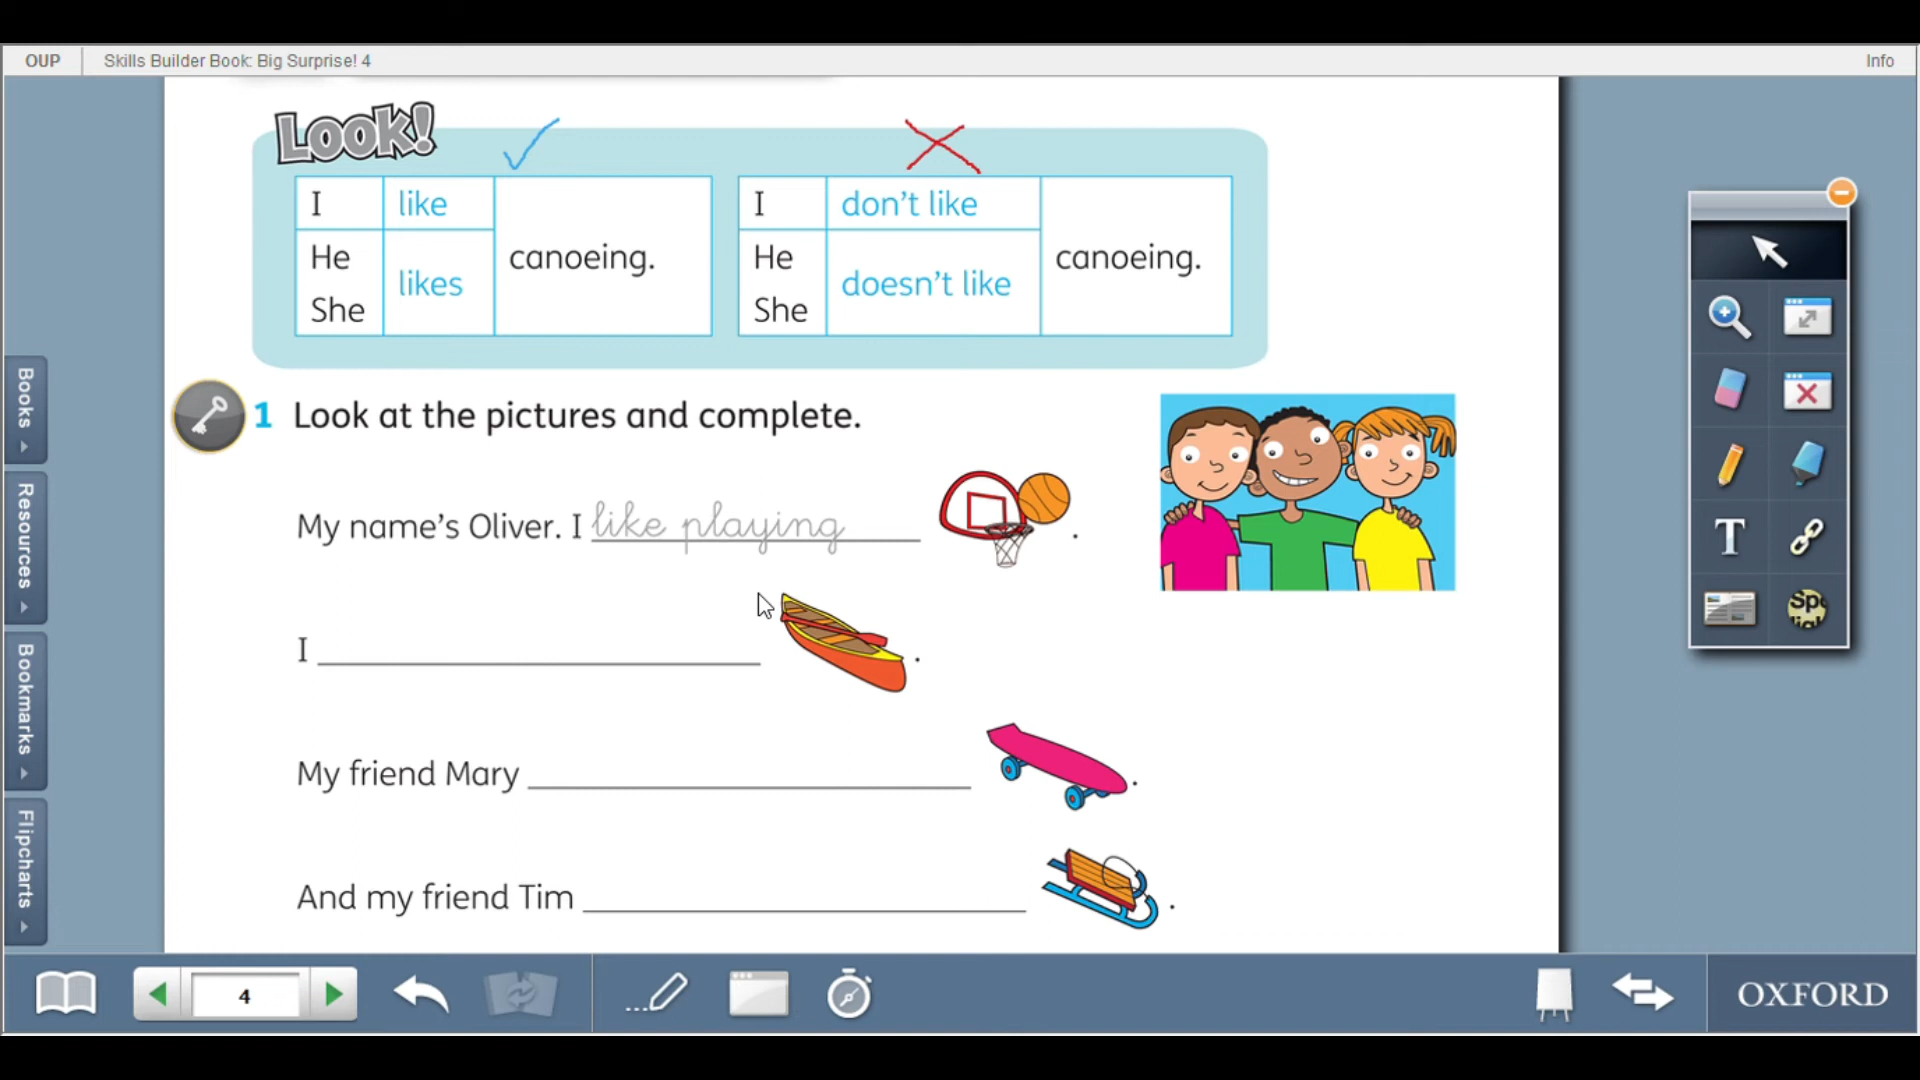 OUP Skills Builder Book: Big Surprise! 4 Info
Look!
I like
He
She
likes
canoeing.
I don't like
He
She
doesn't like
canoeing.
1 Look at the pictures and complete.
My name's Oliver. I like playing .
I .
My friend Mary .
And my friend Tim .
Books
Resources
Bookmarks
Flipcharts
T
4
OXFORD